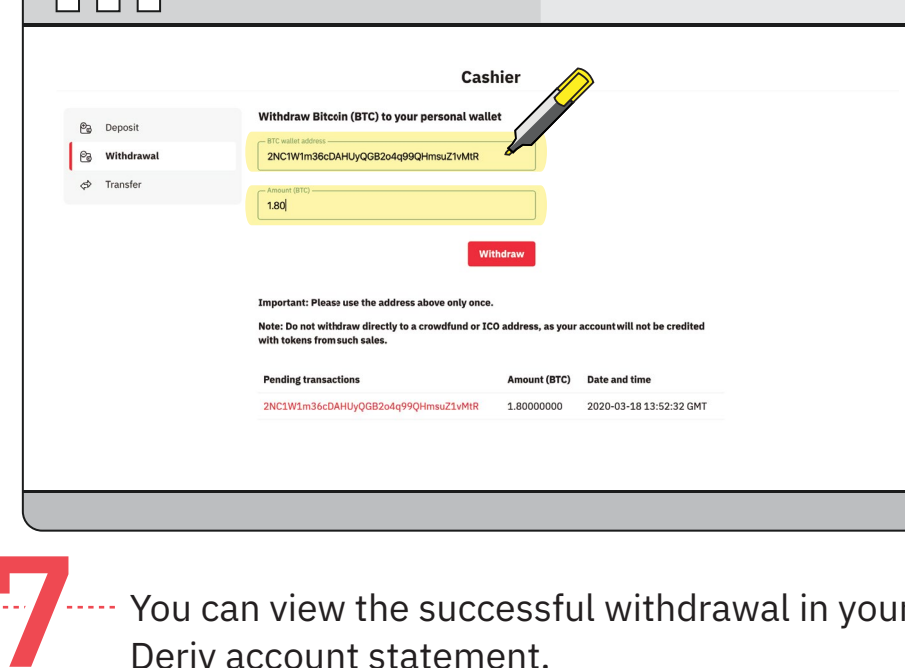 Cashier
Deposit
Withdrawal
Transfer
Withdraw Bitcoin (BTC) to your personal wallet
BTC wallet address
2NC1W1m36cDAHUyQGB2o4q99QHmsuZ1vMtR
Amount (BTC)
1.80
Withdraw
Important: Please use the address above only once.
Note: Do not withdraw directly to a crowdfund or ICO address, as your account will not be credited
with tokens from such sales.
Pending transactions Amount (BTC) Date and time
2NC1W1m36cDAHUyQGB2o4q99QHmsuZ1vMtR 1.80000000 2020-03-18 13:52:32 GMT
7
You can view the successful withdrawal in your
Deriv account statement.